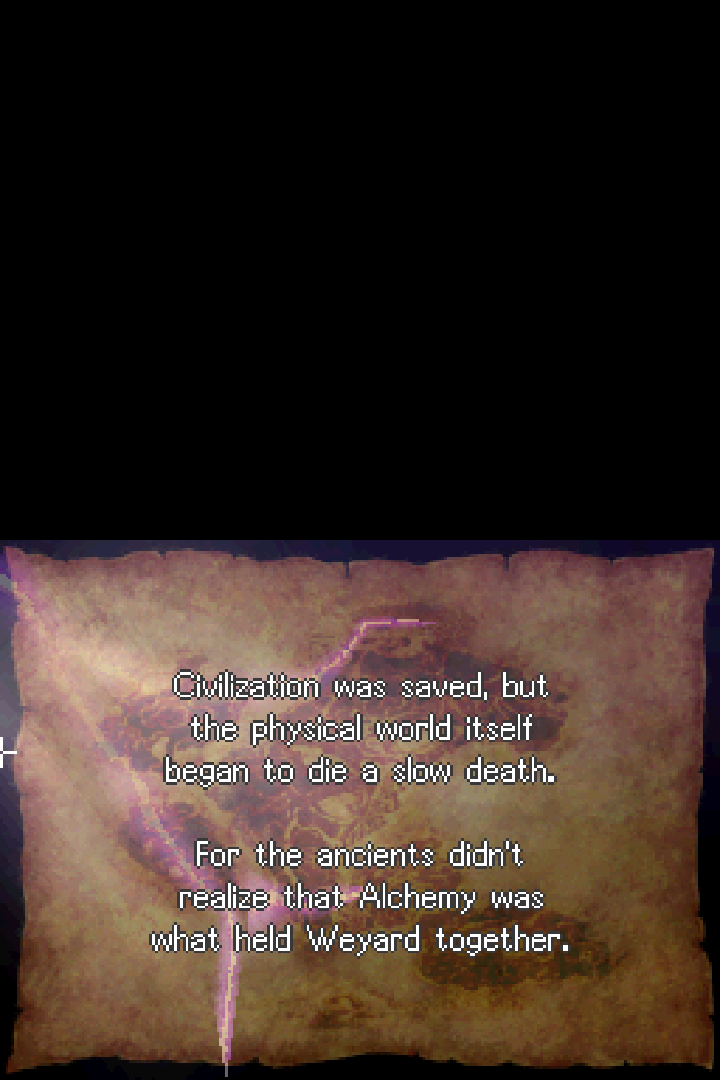 Civilization was saved, but
the physical world itself
began to die a slow death.
For the ancients didn't
realize that Alchemy was
what held Weyard together.